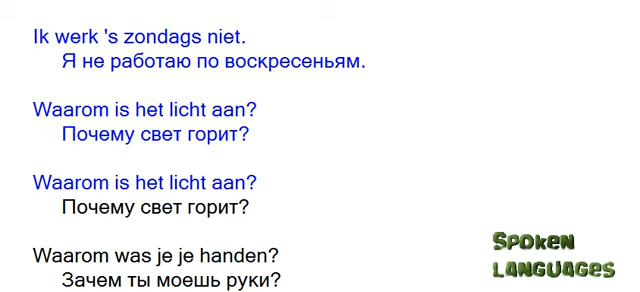 Ik werk 's zondags niet.
Я не работаю по воскресеньям.
Waarom is het licht aan?
Почему свет горит?
Waarom is het licht aan?
Почему свет горит?
Waarom was je je handen?
Зачем ты моешь руки?
Spoken
Languages